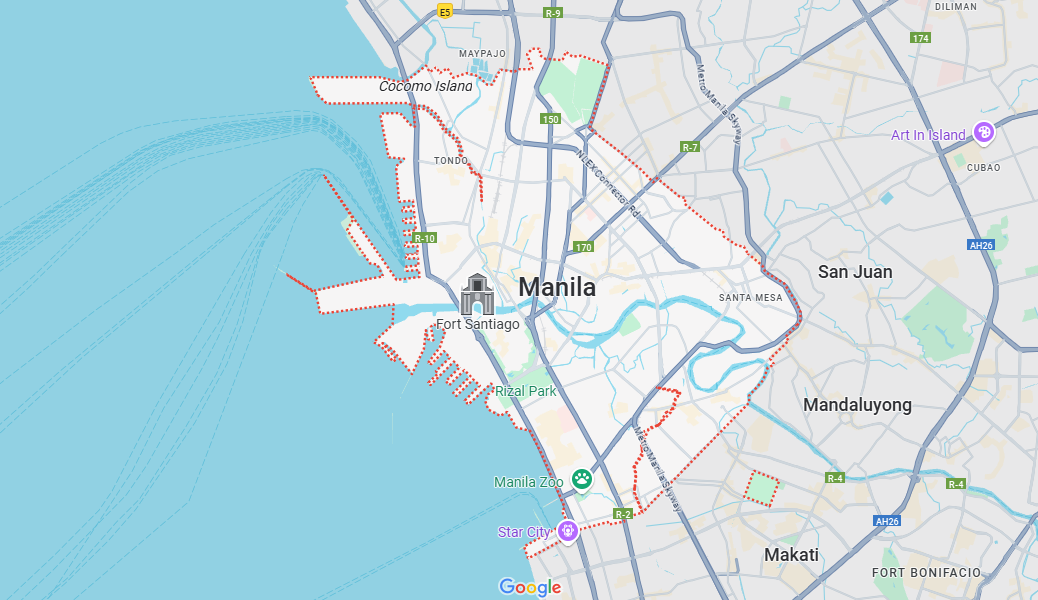 E5
R-9
DILIMAN
174
MAYPAJO
Metro Manila Skyway
Cocomo Island
150
Art In Island
R-7
TONDO
NLEX Connector Rd
CUBAO
R-10
170
AH26
San Juan
Manila
SANTA MESA
Fort Santiago
Rizal Park
Mandaluyong
Metro Manila Skyway
Manila Zoo
R-4
R-4
R-2
AH26
Star City
Makati
FORT BONIFACIO
Google